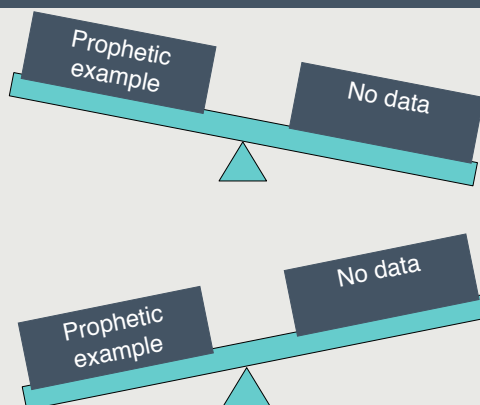 Prophetic
example
No data
No data
Prophetic
example